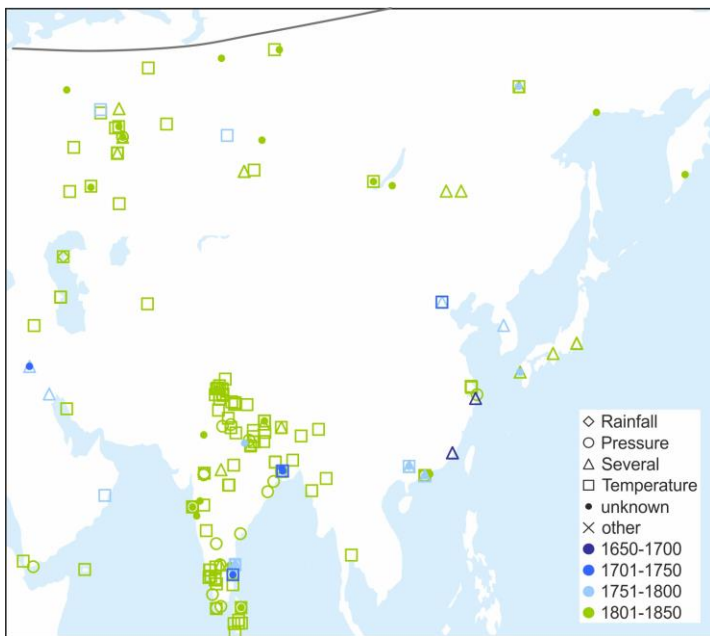 Rainfall
Pressure
Several
Temperature
unknown
other
1650-1700
1701-1750
1751-1800
1801-1850